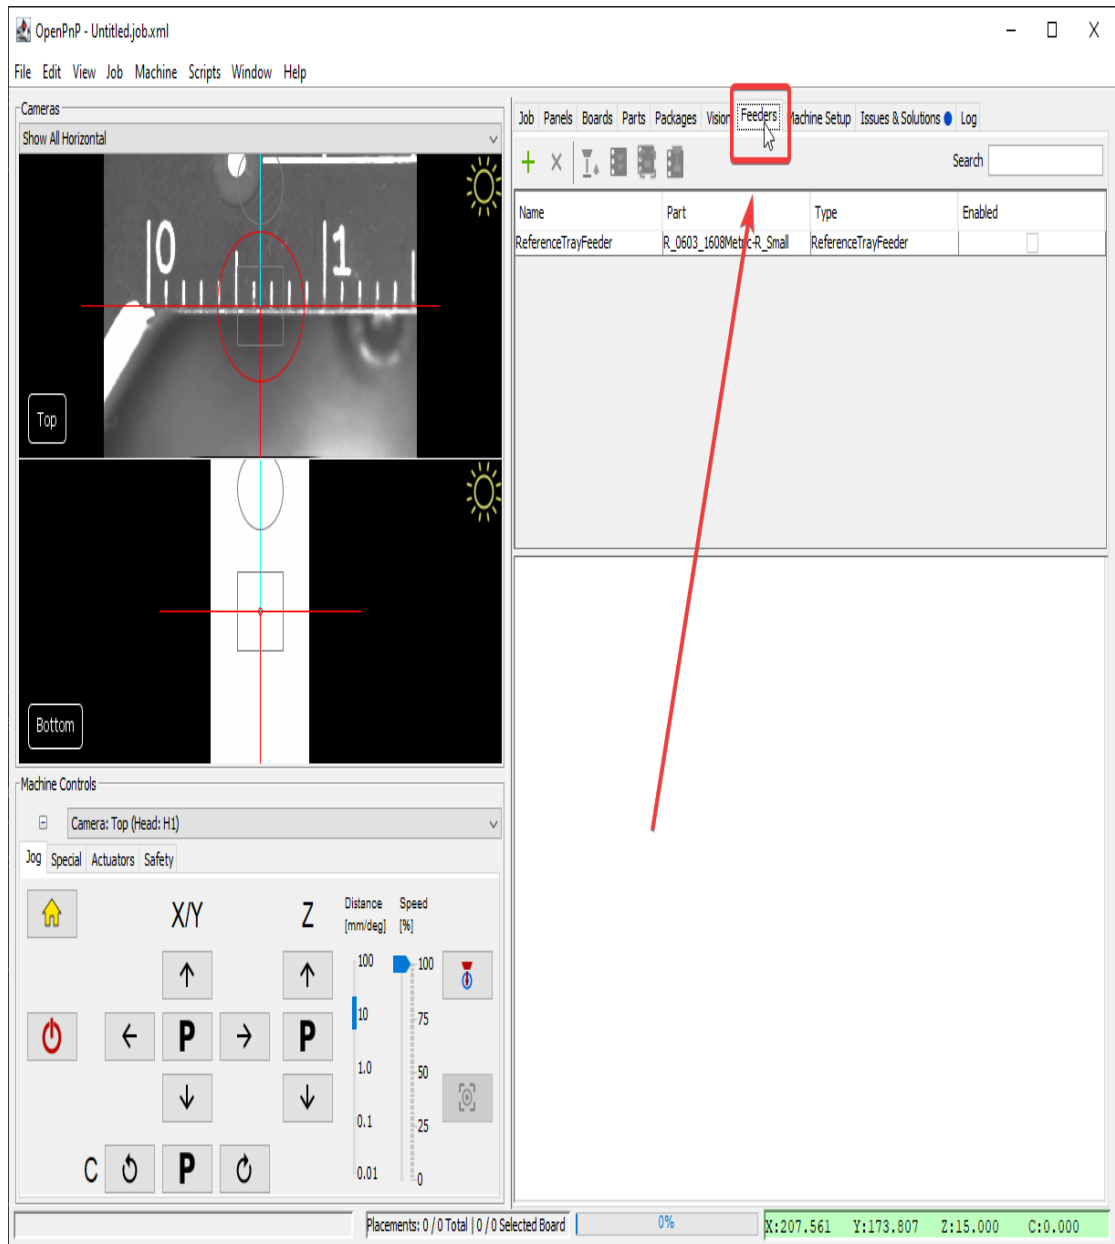 OpenPnP - Untitled.job.xml
File Edit View Job Machine Scripts Window Help
Cameras
Show All Horizontal
0 1
Top
Bottom
Machine Controls
Camera: Top (Head: H1)
Jog Special Actuators Safety
X/Y Z Distance [mm/deg] Speed [%]
100 100
P P 10 75
1.0 50
0.1 25
C P 0.01 0
Job Panels Boards Parts Packages Vision Feeders Machine Setup Issues & Solutions Log
Search
Name Part Type Enabled
ReferenceTrayFeeder R_0603_1608Metric-R_Small ReferenceTrayFeeder
Placements: 0 / 0 Total | 0 / 0 Selected Board 0% X:207.561 Y:173.807 Z:15.000 C:0.000